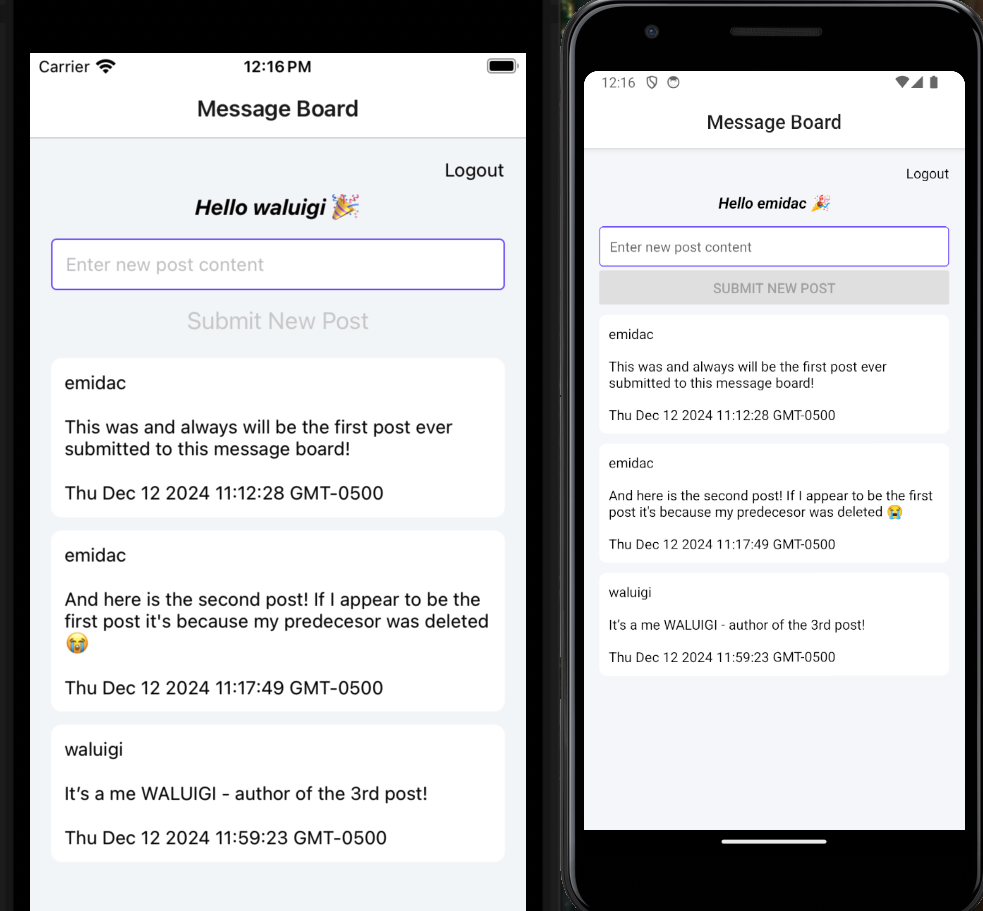 Carrier 12:16 PM
Message Board
Logout
Hello waluigi 🎉
Enter new post content
Submit New Post
emidac
This was and always will be the first post ever
submitted to this message board!
Thu Dec 12 2024 11:12:28 GMT-0500
emidac
And here is the second post! If I appear to be the
first post it's because my predecesor was deleted
😭
Thu Dec 12 2024 11:17:49 GMT-0500
waluigi
It’s a me WALUIGI - author of the 3rd post!
Thu Dec 12 2024 11:59:23 GMT-0500
12:16
Message Board
Logout
Hello emidac 🎉
Enter new post content
SUBMIT NEW POST
emidac
This was and always will be the first post ever
submitted to this message board!
Thu Dec 12 2024 11:12:28 GMT-0500
emidac
And here is the second post! If I appear to be the first
post it's because my predecesor was deleted 😭
Thu Dec 12 2024 11:17:49 GMT-0500
waluigi
It’s a me WALUIGI - author of the 3rd post!
Thu Dec 12 2024 11:59:23 GMT-0500